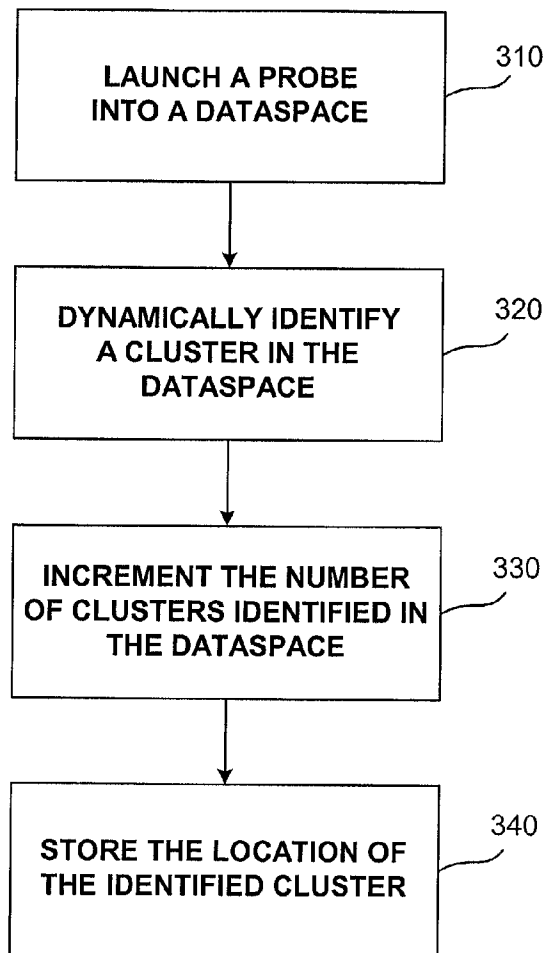 LAUNCH A PROBE
INTO A DATASPACE
310
DYNAMICALLY IDENTIFY
A CLUSTER IN THE
DATASPACE
320
INCREMENT THE NUMBER
OF CLUSTERS IDENTIFIED IN
THE DATASPACE
330
STORE THE LOCATION OF
THE IDENTIFIED CLUSTER
340